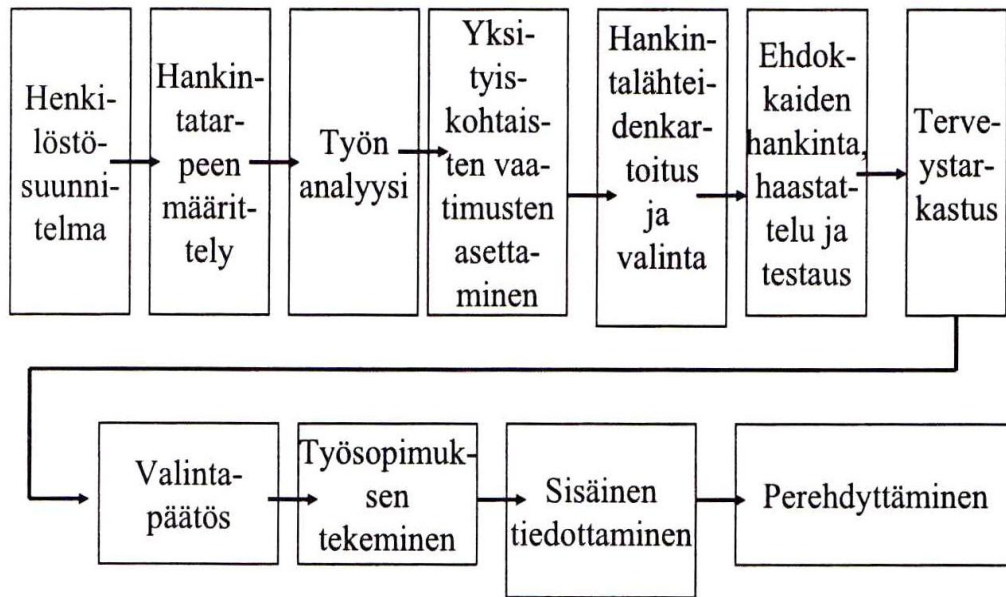 Henki-
löstö-
suunni-
telma
Hankin-
tatar-
peen
määrit-
tely
Työn
analyysi
Yksi-
tyis-
kohtais-
ten vaa-
timusten
asetta-
minen
Hankin-
talähtei-
denkar-
toitus
ja
valinta
Ehdok-
kaiden
hankinta,
haastat-
telu ja
testaus
Terve-
ystar-
kastus
Valinta-
päätös
Työsopimuk-
sen
tekeminen
Sisäinen
tiedottaminen
Perehdyttäminen